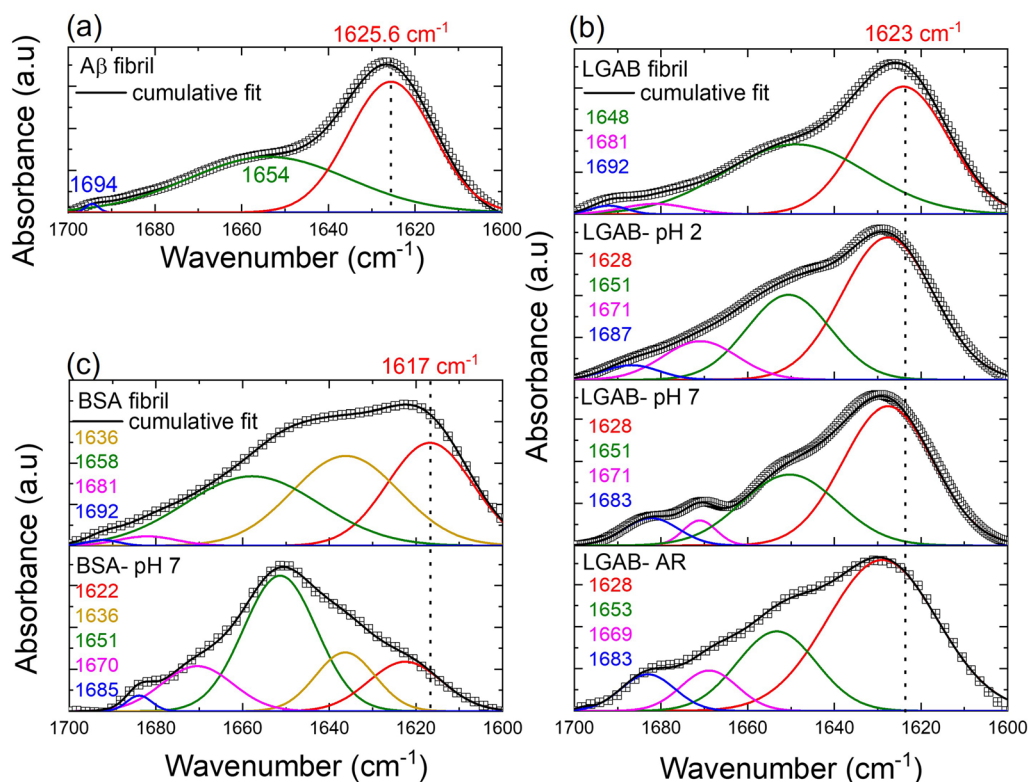 (a)
1625.6 cm⁻¹
Aβ fibril
cumulative fit
1694
1654
1700 1680 1660 1640 1620 1600
Wavenumber (cm⁻¹)
Absorbance (a.u)
(b)
1623 cm⁻¹
LGAB fibril
cumulative fit
1648
1681
1692
LGAB- pH 2
1628
1651
1671
1687
LGAB- pH 7
1628
1651
1671
1683
LGAB- AR
1628
1653
1669
1683
1700 1680 1660 1640 1620 1600
Wavenumber (cm⁻¹)
Absorbance (a.u)
(c)
1617 cm⁻¹
BSA fibril
cumulative fit
1636
1658
1681
1692
BSA- pH 7
1622
1636
1651
1670
1685
1700 1680 1660 1640 1620 1600
Wavenumber (cm⁻¹)
Absorbance (a.u)
Absorbance (a.u)